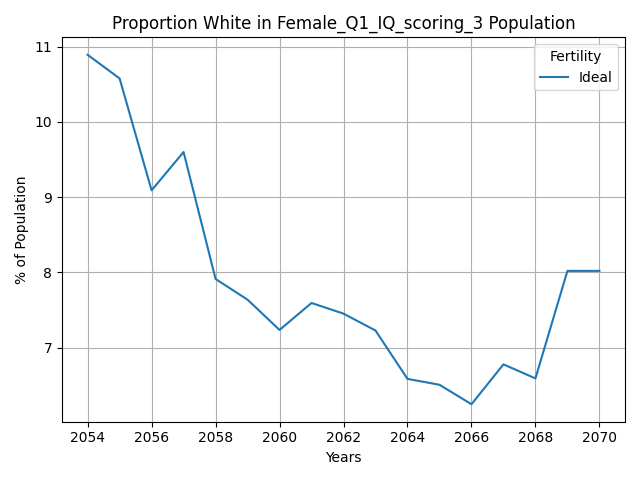 Proportion White in Female_Q1_IQ_scoring_3 Population
Fertility
Ideal
% of Population
11
10
9
8
7
2054 2056 2058 2060 2062 2064 2066 2068 2070
Years